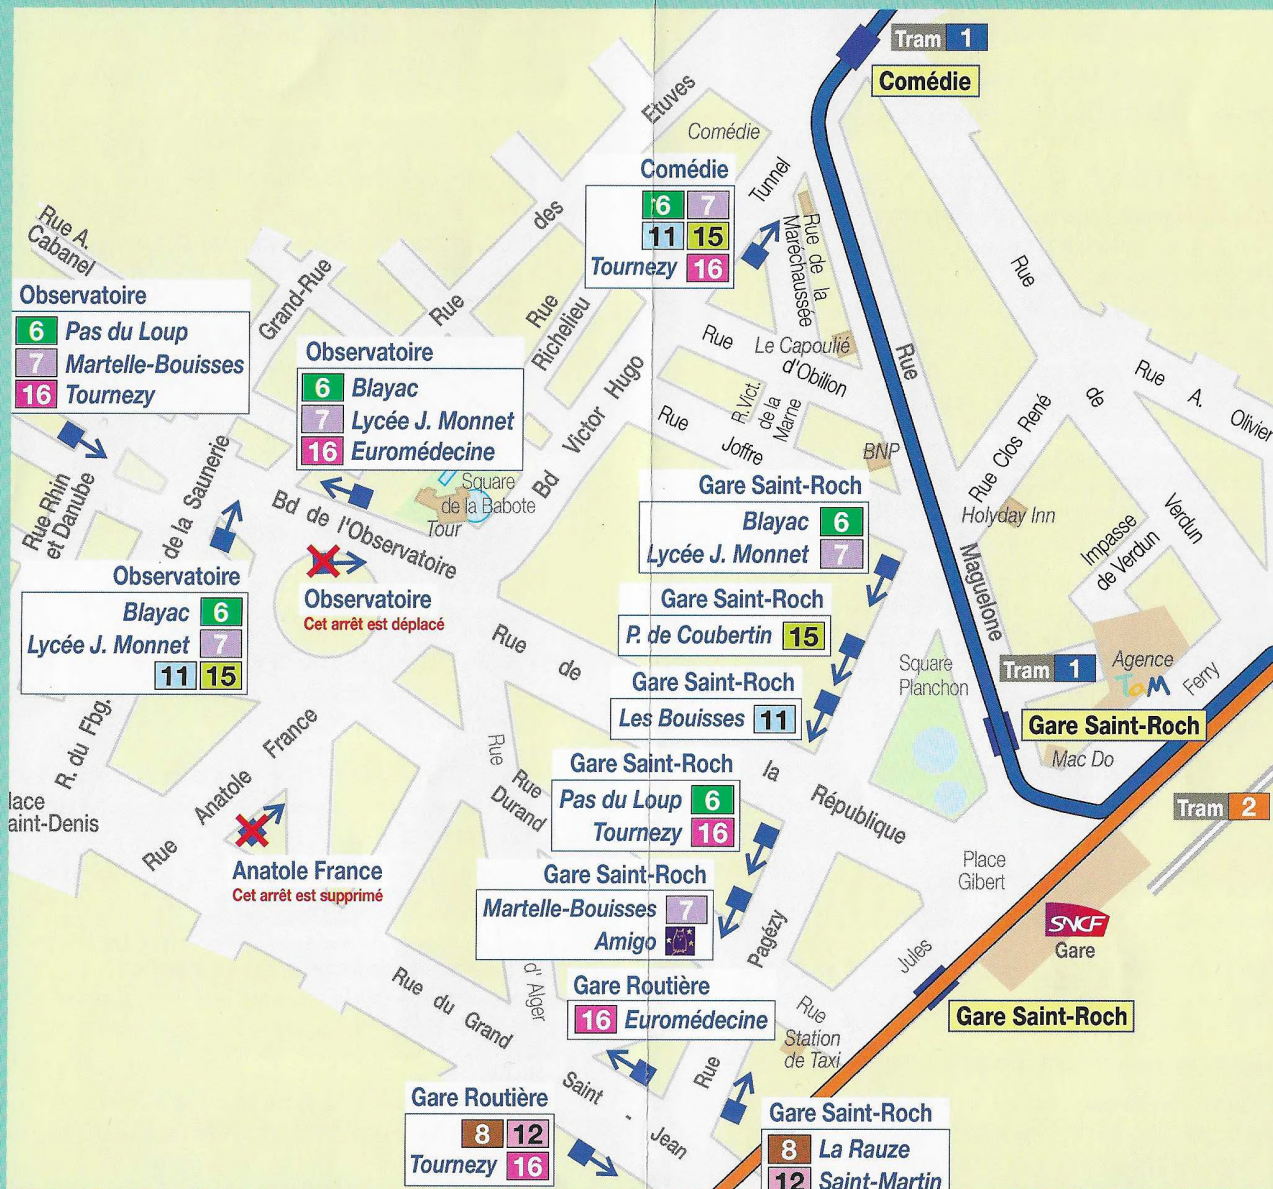 Tram 1
Comédie
Etuves
Comédie
Comédie
6 7
11 15
Tournezy 16
Tunnel
Rue de la
Maréchaussée
des
Rue A.
Cabanel
Grand-Rue
Rue
Rue
Richelieu
Rue
Observatoire
6 Pas du Loup
7 Martelle-Bouisses
16 Tournezy
Observatoire
6 Blayac
7 Lycée J. Monnet
16 Euromédecine
Bd Victor Hugo
Rue
d'Obilion
Le Capoulié
Rue
Rue
Joffre
R.Vict.
de la
Marne
BNP
Rue Clos René
de
Rue A. Olivier
Holyday Inn
Verdun
Impasse
de Verdun
Rue Rhin
et Danube
de la Saunerie
Bd de l'Observatoire
Square
de la Babote
Tour
Gare Saint-Roch
Blayac 6
Lycée J. Monnet 7
Maguelone
Observatoire
Blayac 6
Lycée J. Monnet 7
11 15
Observatoire
Cet arrêt est déplacé
Gare Saint-Roch
P. de Coubertin 15
Rue de
Gare Saint-Roch
Les Bouisses 11
Square
Planchon
Tram 1
Agence
TaM
Ferry
Gare Saint-Roch
Mac Do
Tram 2
R. du Fbg.
lace
aint-Denis
Rue Anatole France
Rue
Rue
Durand
la République
Gare Saint-Roch
Pas du Loup 6
Tournezy 16
Anatole France
Cet arrêt est supprimé
Gare Saint-Roch
Martelle-Bouisses 7
Amigo
Place
Gibert
SNCF
Gare
Jules
Pagézy
Gare Saint-Roch
Rue du Grand
d'Alger
Gare Routière
16 Euromédecine
Rue
Station
de Taxi
Rue
Saint - Jean
Gare Routière
8 12
Tournezy 16
Gare Saint-Roch
8 La Rauze
12 Saint-Martin